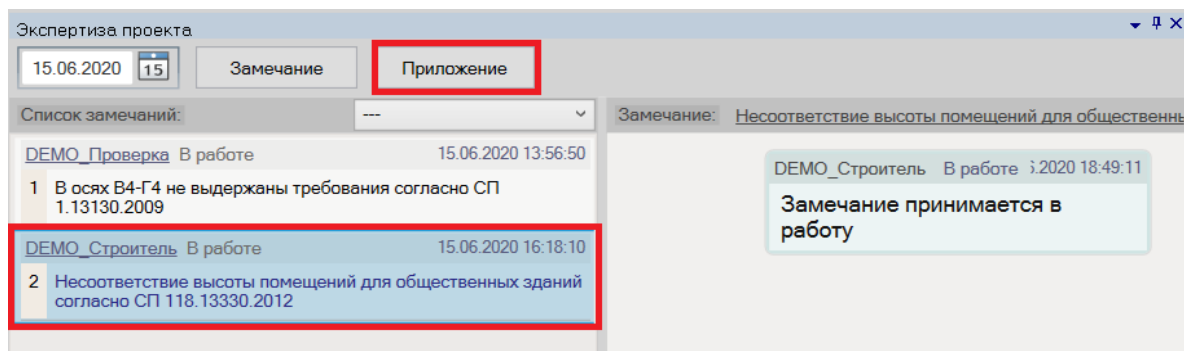 Экспертиза проекта
15.06.2020 15 Замечание Приложение
Список замечаний: --- Замечание: Несоответствие высоты помещений для
DEMO_Проверка В работе 15.06.2020 13:56:50
1 В осях В4-Г4 не выдержаны требования согласно СП
1.13130.2009
DEMO_Строитель В работе 15.06.2020 16:18:10
2 Несоответствие высоты помещений для общественных зданий
согласно СП 118.13330.2012
DEMO_Строитель В работе .2020 18:49:11
Замечание принимается в
работу